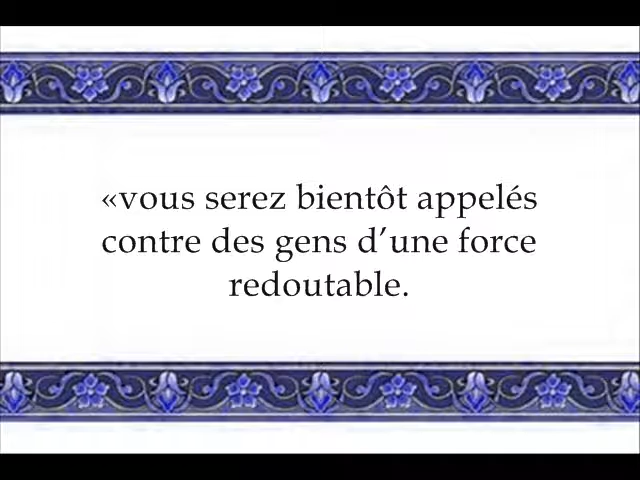 «vous serez bientôt appelés
contre des gens d’une force
redoutable.